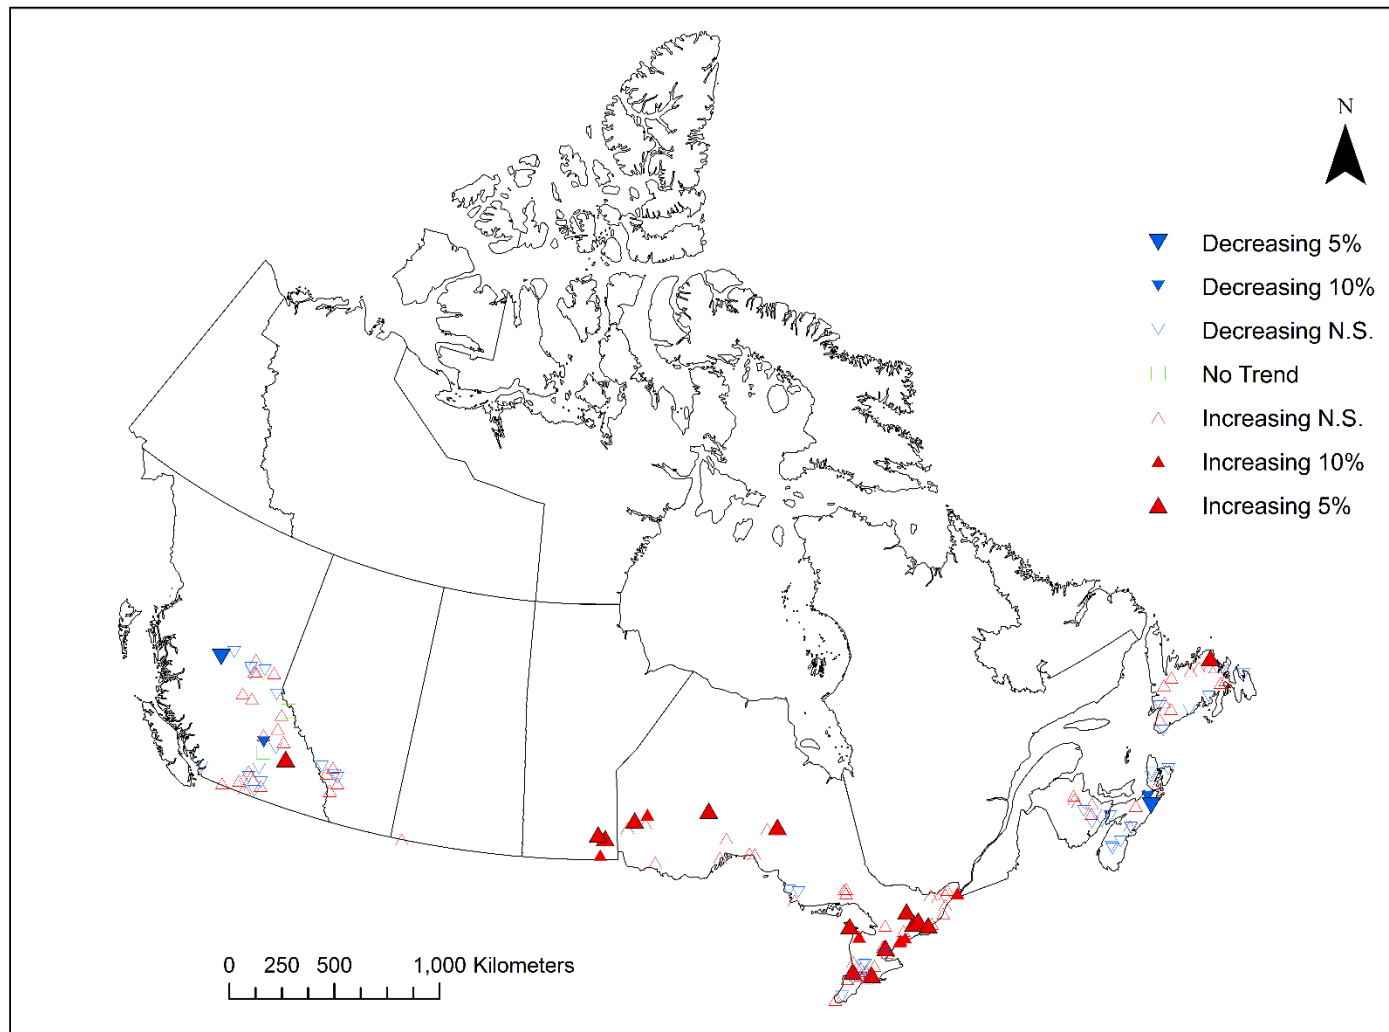 N
Decreasing 5%
Decreasing 10%
Decreasing N.S.
No Trend
Increasing N.S.
Increasing 10%
Increasing 5%
0 250 500 1,000 Kilometers